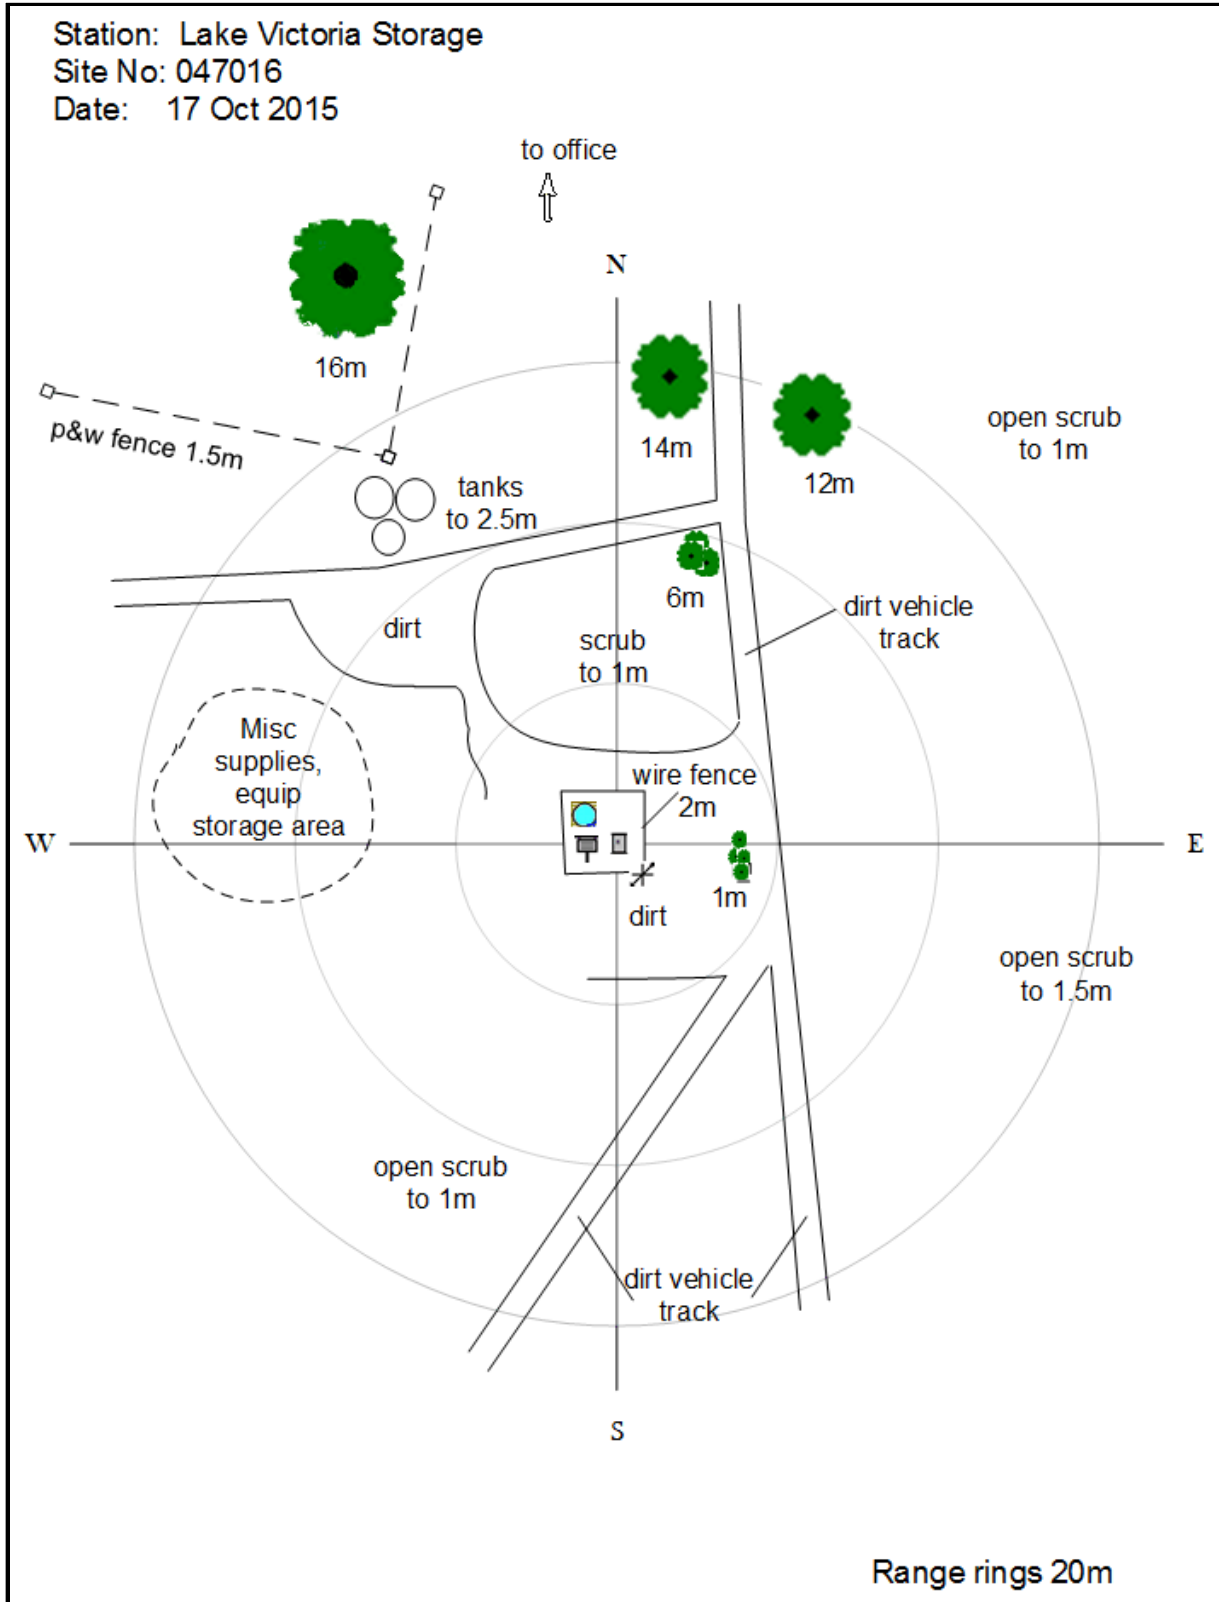 Station: Lake Victoria Storage
Site No: 047016
Date: 17 Oct 2015
to office
N
16m
p&w fence 1.5m
14m
12m
open scrub
to 1m
tanks
to 2.5m
6m
dirt vehicle
track
dirt
scrub
to 1m
Misc
supplies,
equip
storage area
wire fence
2m
W
E
1m
dirt
open scrub
to 1.5m
open scrub
to 1m
dirt vehicle
track
S
Range rings 20m